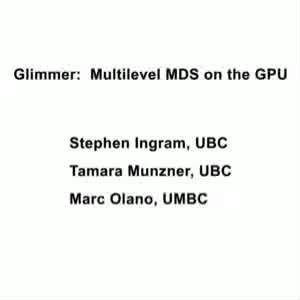 Glimmer: Multilevel MDS on the GPU
Stephen Ingram, UBC
Tamara Munzner, UBC
Marc Olano, UMBC